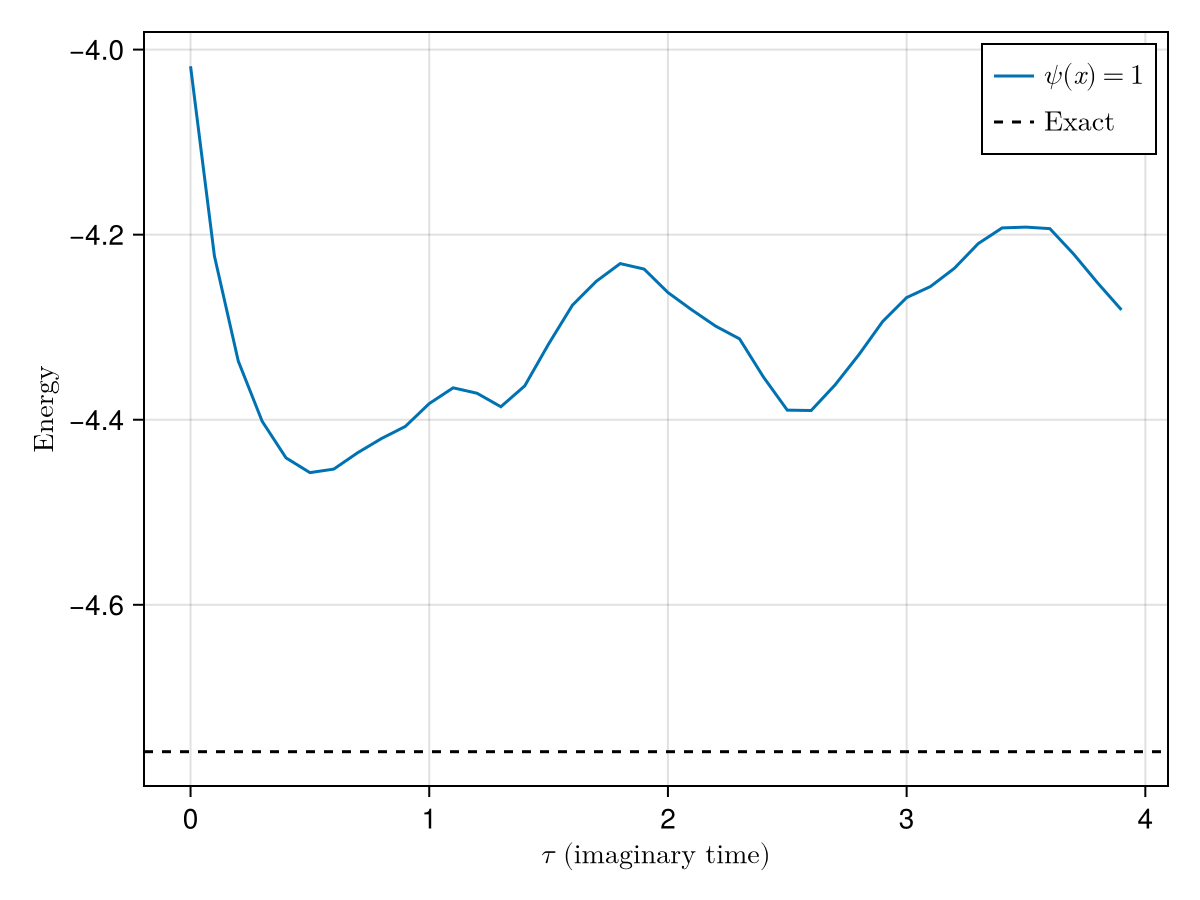 −4.0
−4.2
−4.4
−4.6
Energy
0
1
2
3
4
τ (imaginary time)
ψ(x) = 1
Exact